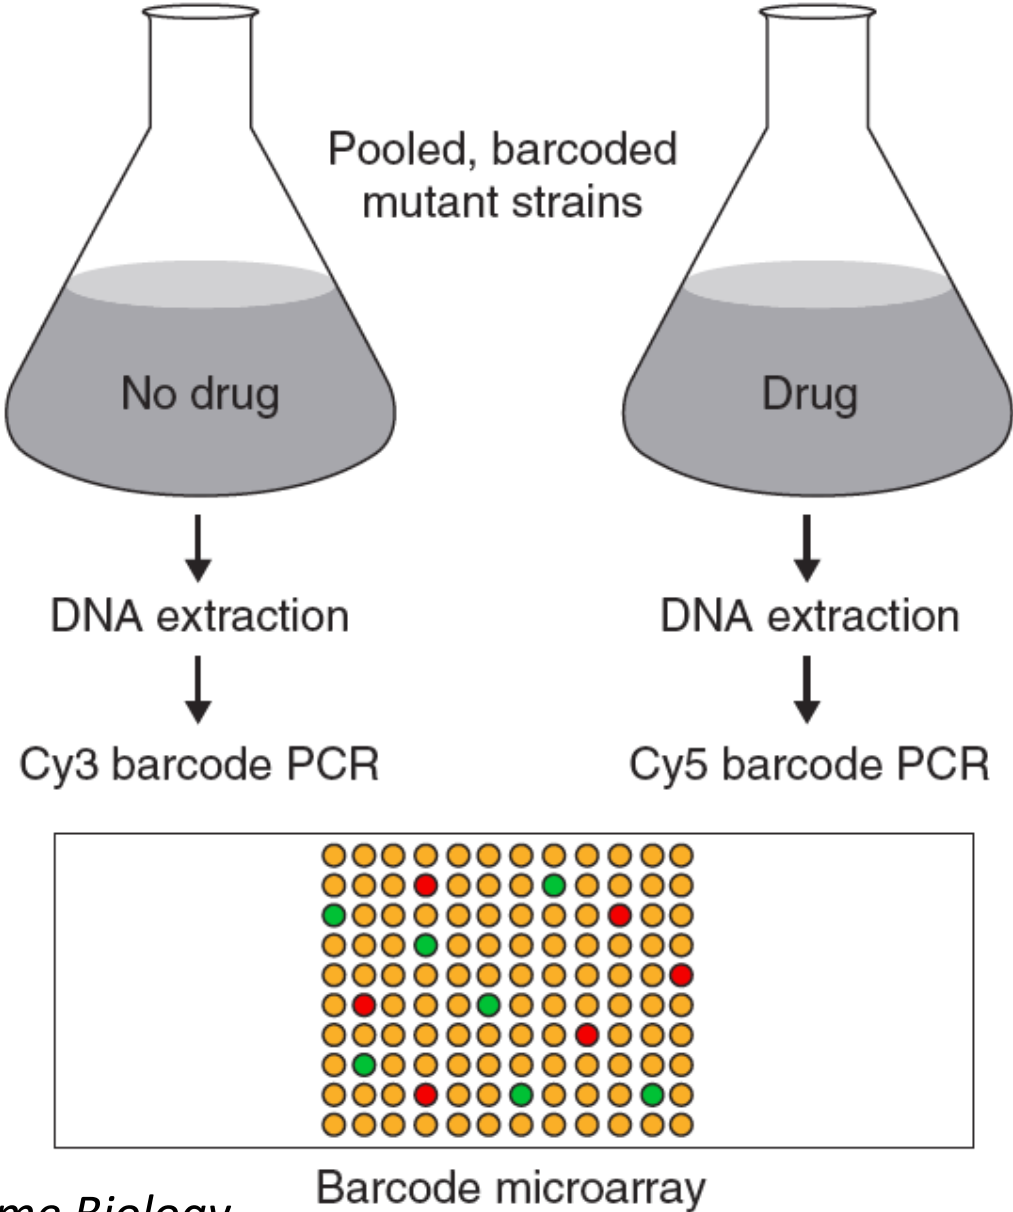 Pooled, barcoded
mutant strains
No drug
Drug
DNA extraction
DNA extraction
Cy3 barcode PCR
Cy5 barcode PCR
Barcode microarray
Biology